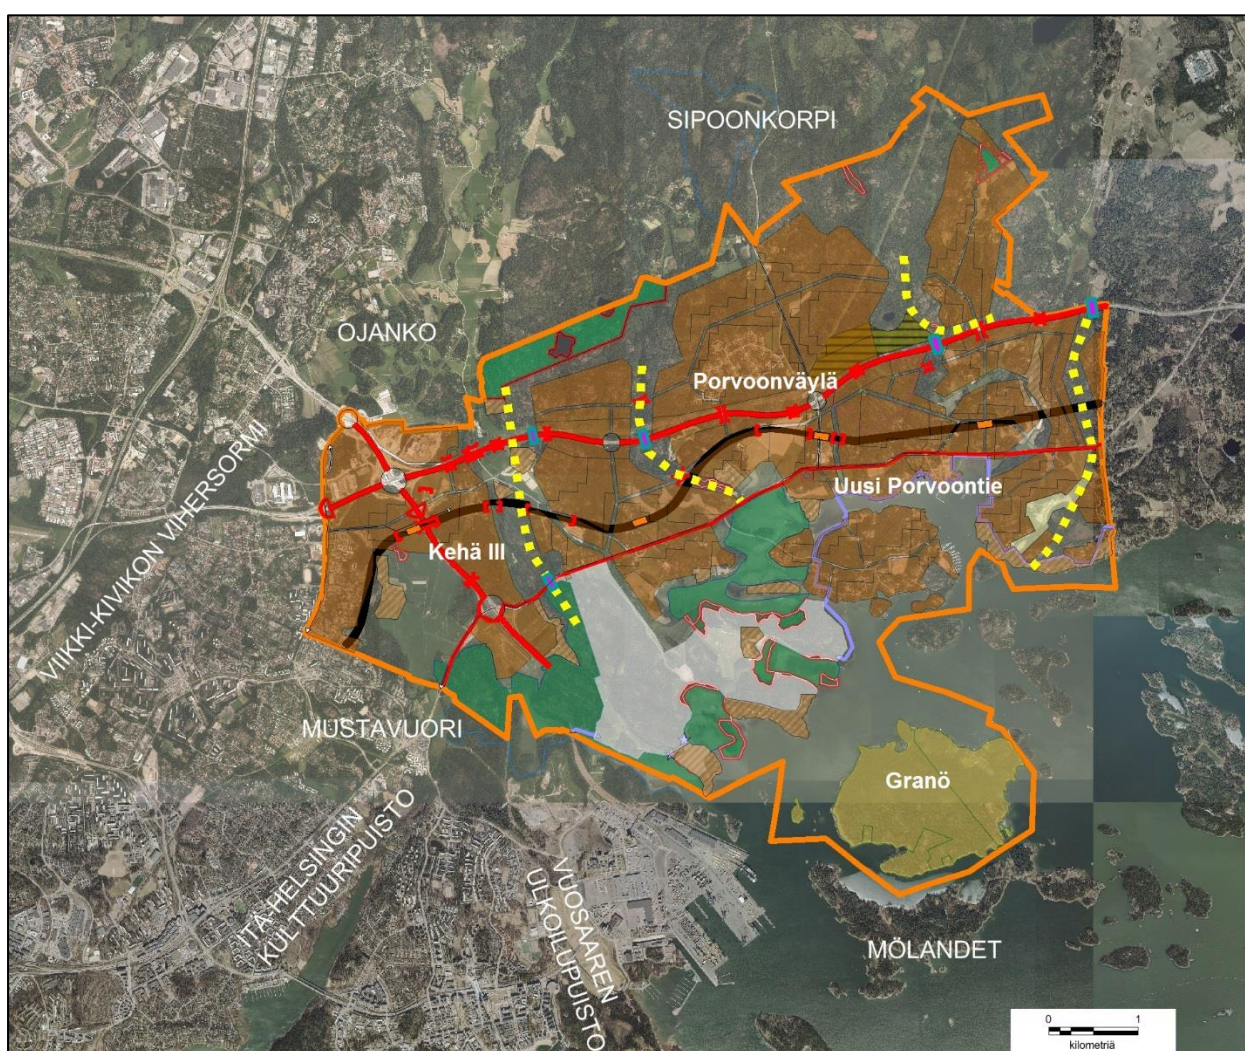 SIPOONKORPI
OJANKO
Porvoonväylä
Uusi Porvoontie
VIIKKI-KIVIKON VIHERSORMI
Kehä III
MUSTAVUORI
Granö
ITÄ-HELSINGIN
KULTTUURIPUISTO
VUOSAAREN
ULKOILUPUISTO
MÖLANDET
0 1
kilometriä